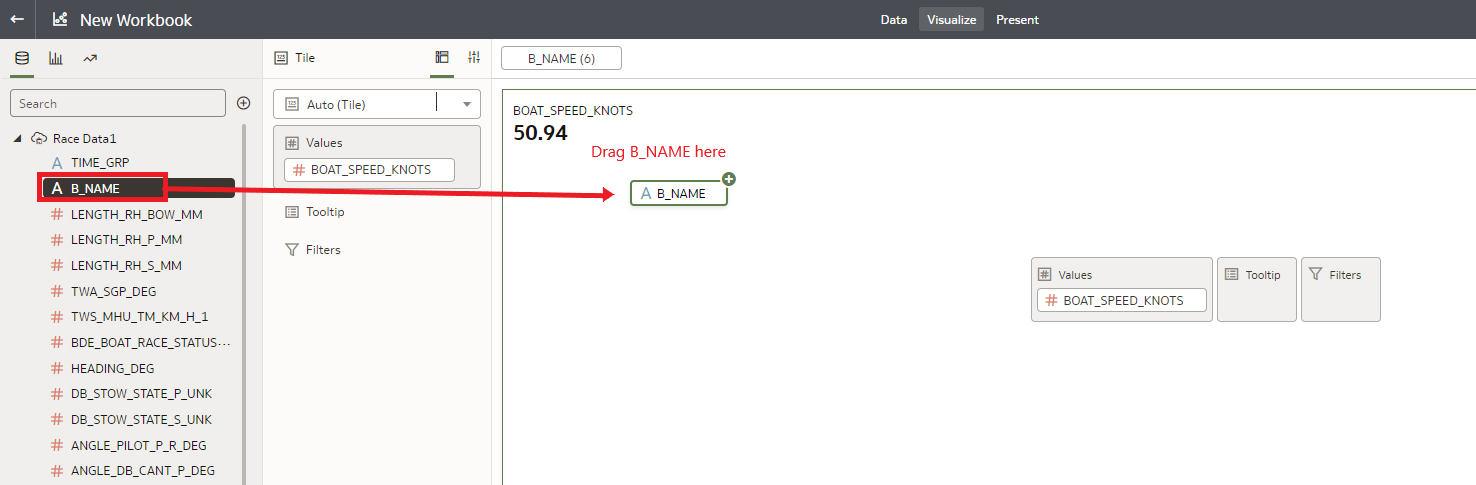 New Workbook
Data
Visualize
Present
Search
Race Data1
TIME_GRP
B_NAME
LENGTH_RH_BOW_MM
LENGTH_RH_P_MM
LENGTH_RH_S_MM
TWA_SGP_DEG
TWS_MHU_TM_KM_H_1
BDE_BOAT_RACE_STATUS...
HEADING_DEG
DB_STOW_STATE_P_UNK
DB_STOW_STATE_S_UNK
ANGLE_PILOT_P_R_DEG
ANGLE_DB_CANT_P_DEG
Tile
Auto (Tile)
Values
BOAT_SPEED_KNOTS
Tooltip
Filters
B_NAME (6)
BOAT_SPEED_KNOTS
50.94
Drag B_NAME here
A B_NAME
Values
BOAT_SPEED_KNOTS
Tooltip
Filters